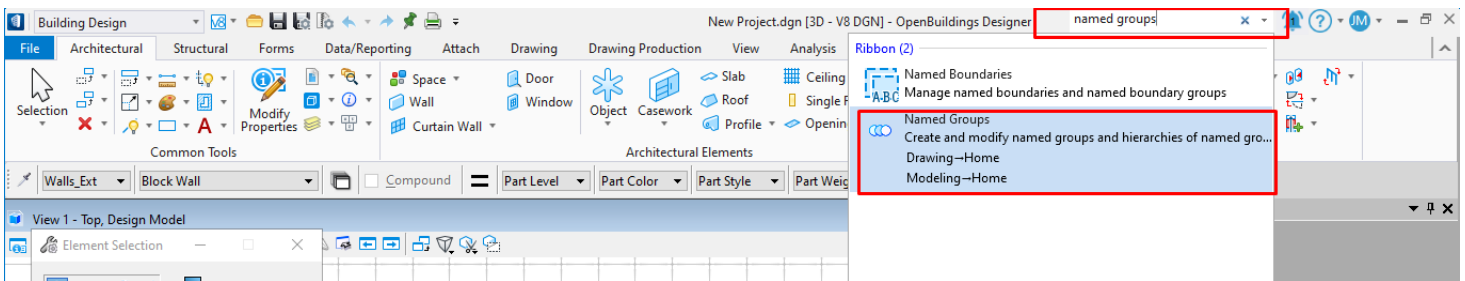 Building Design
V8
New Project.dgn [3D - V8 DGN] - OpenBuildings Designer
named groups
JM
File Architectural Structural Forms Data/Reporting Attach Drawing Drawing Production View Analysis
Ribbon (2)
Named Boundaries
Manage named boundaries and named boundary groups
A-B-C
Named Groups
Create and modify named groups and hierarchies of named gro...
Drawing→Home
Modeling→Home
Selection
Modify
Properties
Space
Wall
Curtain Wall
Door
Window
Object
Casework
Slab
Roof
Profile
Ceiling
Single F
Openin
Common Tools
Architectural Elements
Walls_Ext
Block Wall
Compound
Part Level
Part Color
Part Style
Part Weig
View 1 - Top, Design Model
Element Selection